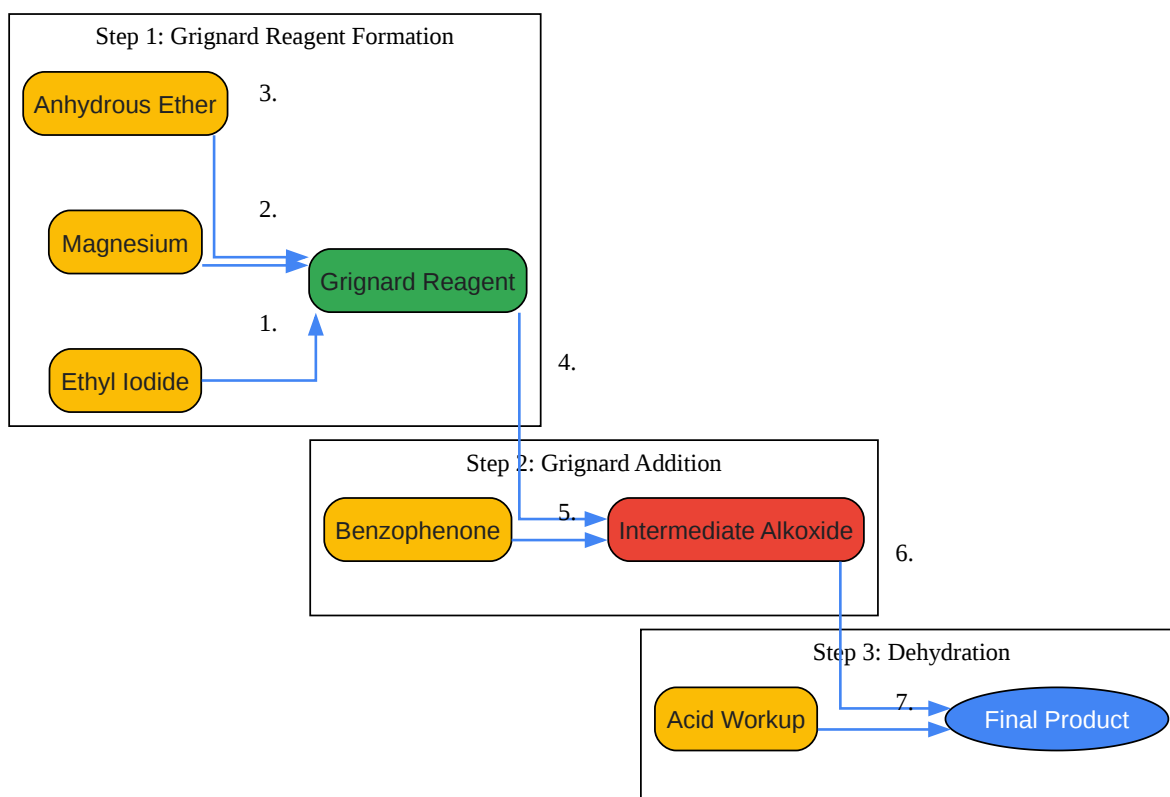 Step 1: Grignard Reagent Formation
Anhydrous Ether
3.
Magnesium
2.
Grignard Reagent
1.
Ethyl Iodide
4.
Step 2: Grignard Addition
Benzophenone
5.
Intermediate Alkoxide
6.
Step 3: Dehydration
Acid Workup
7.
Final Product